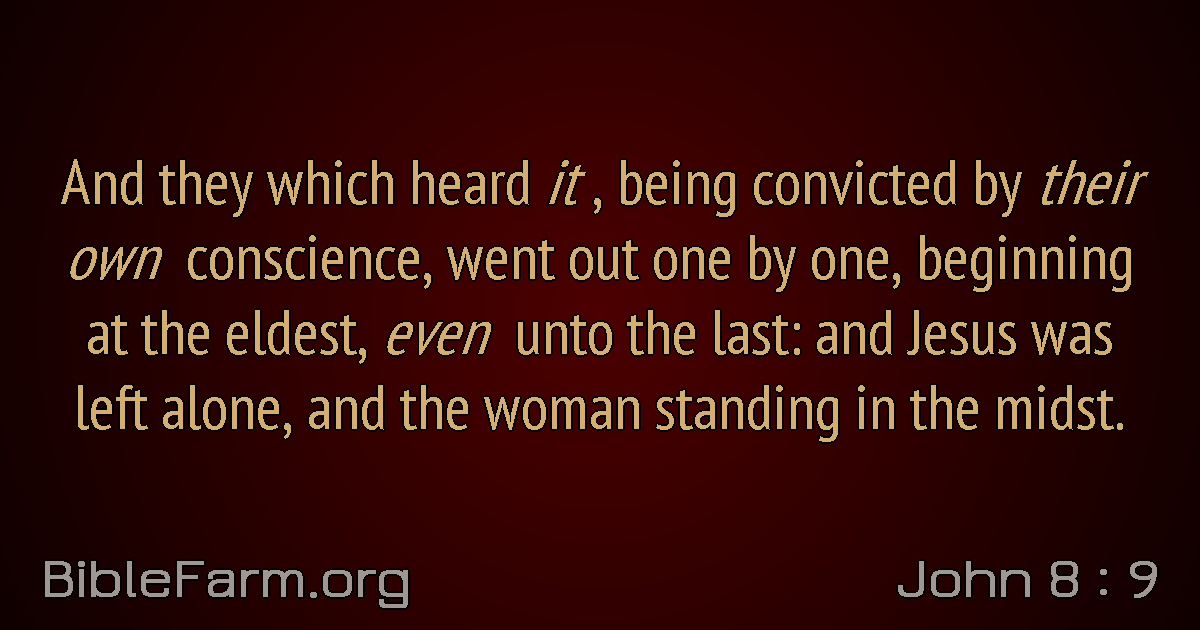 And they which heard it , being convicted by their
own conscience, went out one by one, beginning
at the eldest, even unto the last: and Jesus was
left alone, and the woman standing in the midst.
BibleFarm.org
John 8 : 9